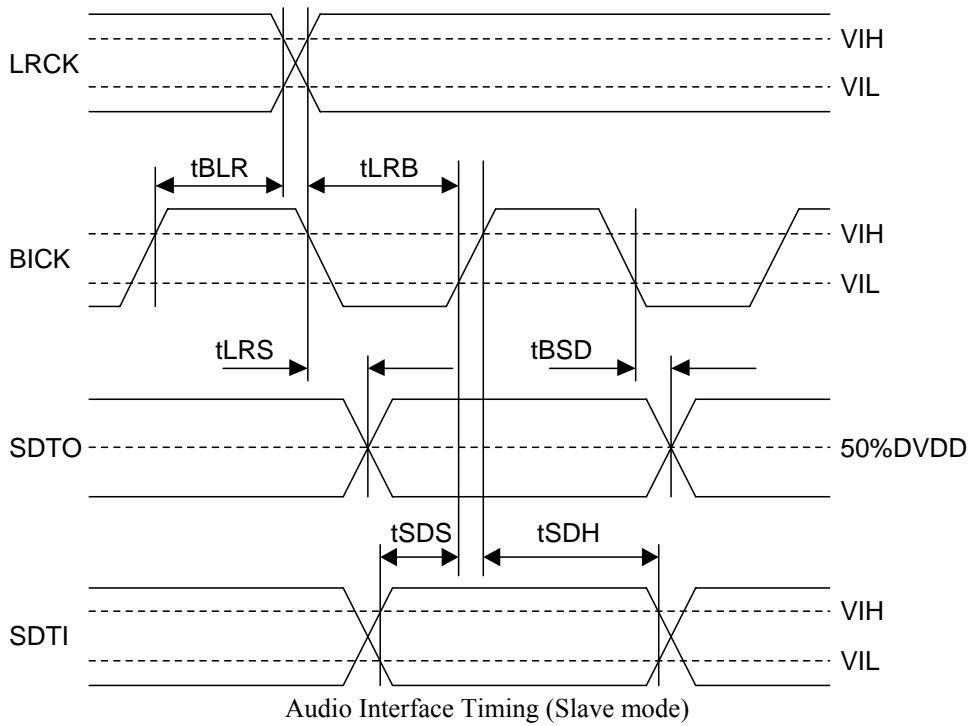 VIH
LRCK
VIL
tBLR
tLRB
VIH
BICK
VIL
tLRS
tBSD
SDTO
50%DVDD
tSDS
tSDH
VIH
SDTI
VIL
Audio Interface Timing (Slave mode)